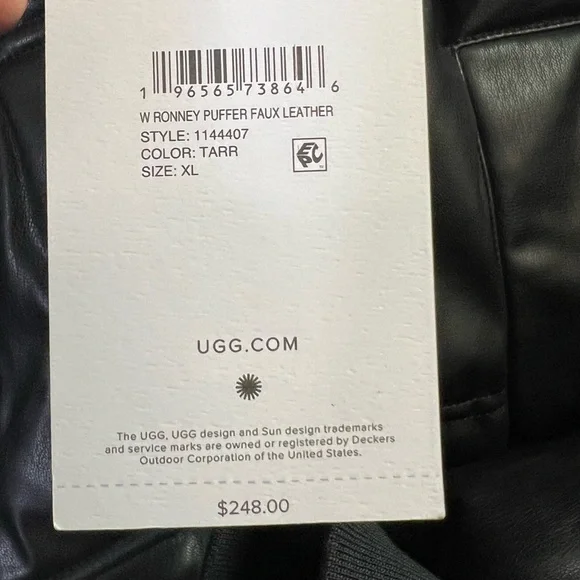 1 96565 73864 6
W RONNEY PUFFER FAUX LEATHER
STYLE: 1144407
COLOR: TARR
SIZE: XL
UGG.COM
The UGG, UGG design and Sun design trademarks
and service marks are owned or registered by Deckers
Outdoor Corporation of the United States.
$248.00